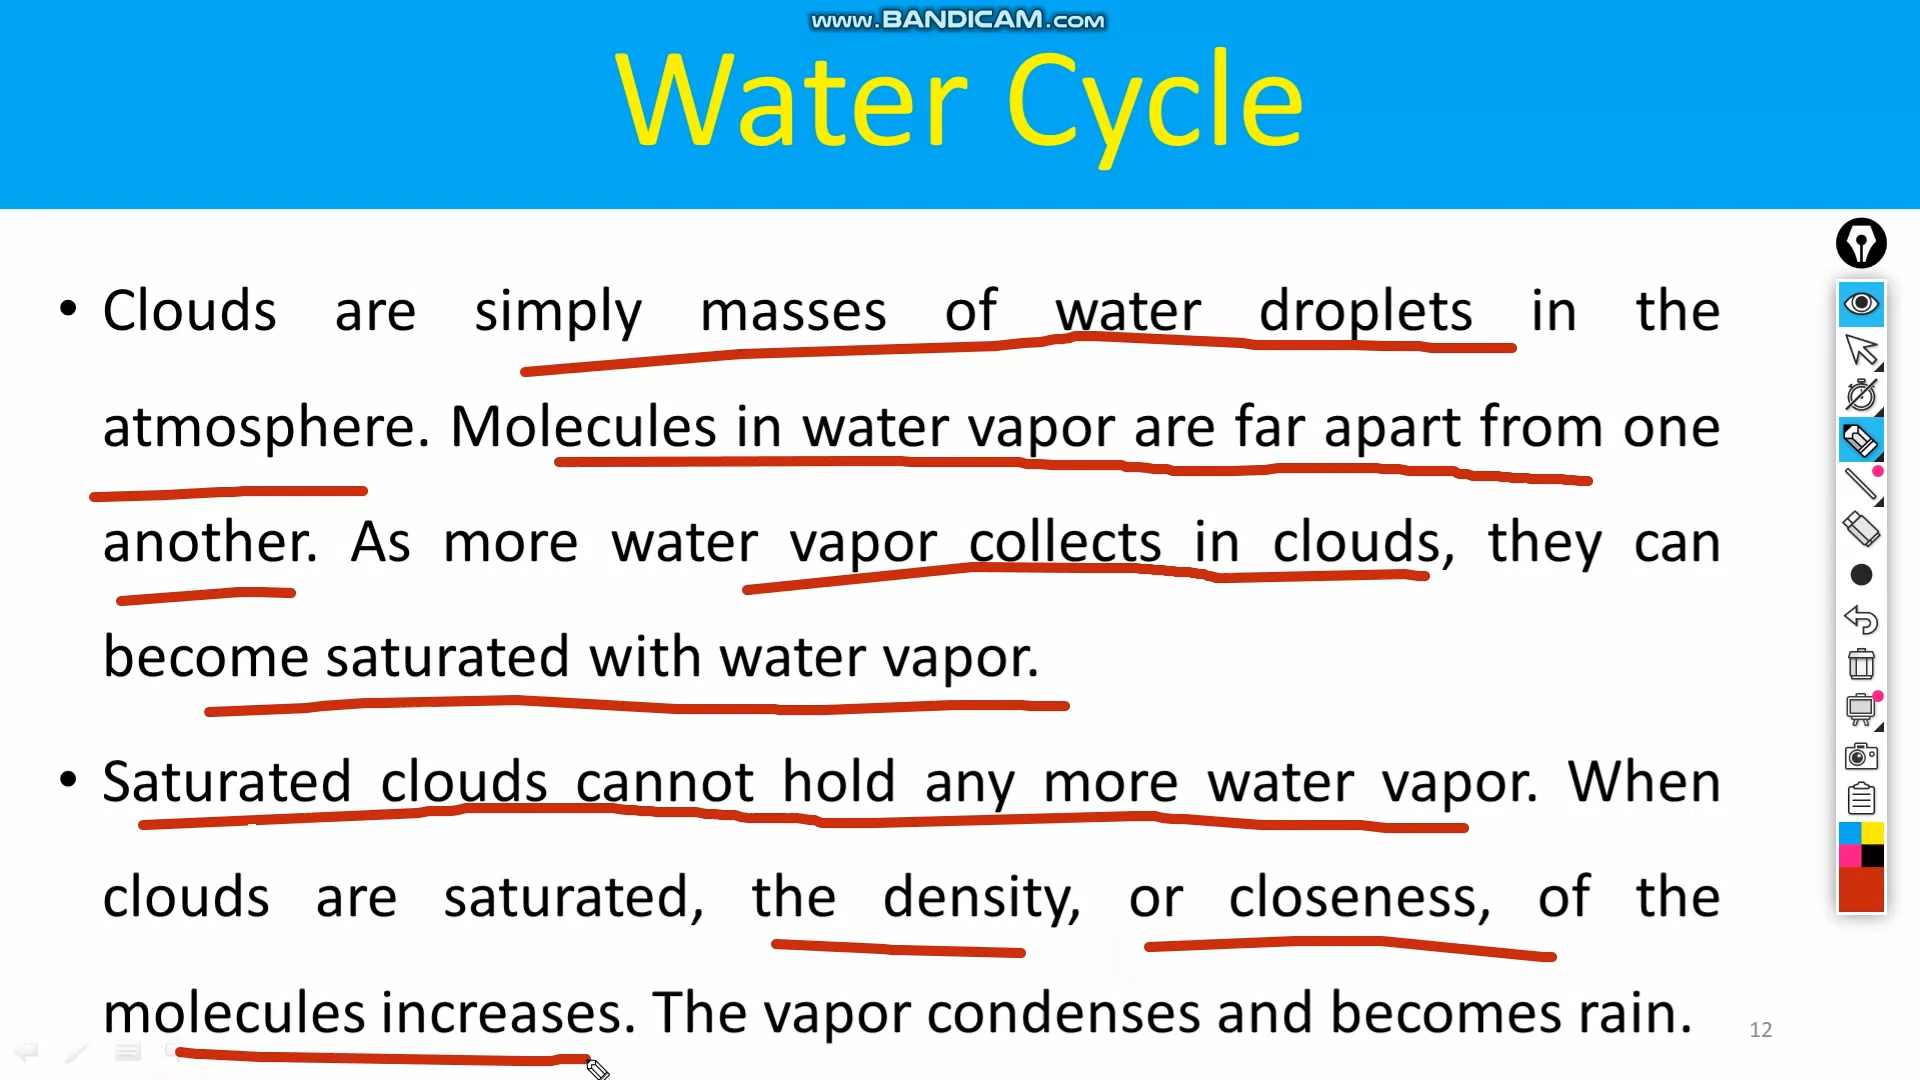 www.BANDICAM.com
Water Cycle
• Clouds are simply masses of water droplets in the
atmosphere. Molecules in water vapor are far apart from one
another. As more water vapor collects in clouds, they can
become saturated with water vapor.
• Saturated clouds cannot hold any more water vapor. When
clouds are saturated, the density, or closeness, of the
molecules increases. The vapor condenses and becomes rain.
12